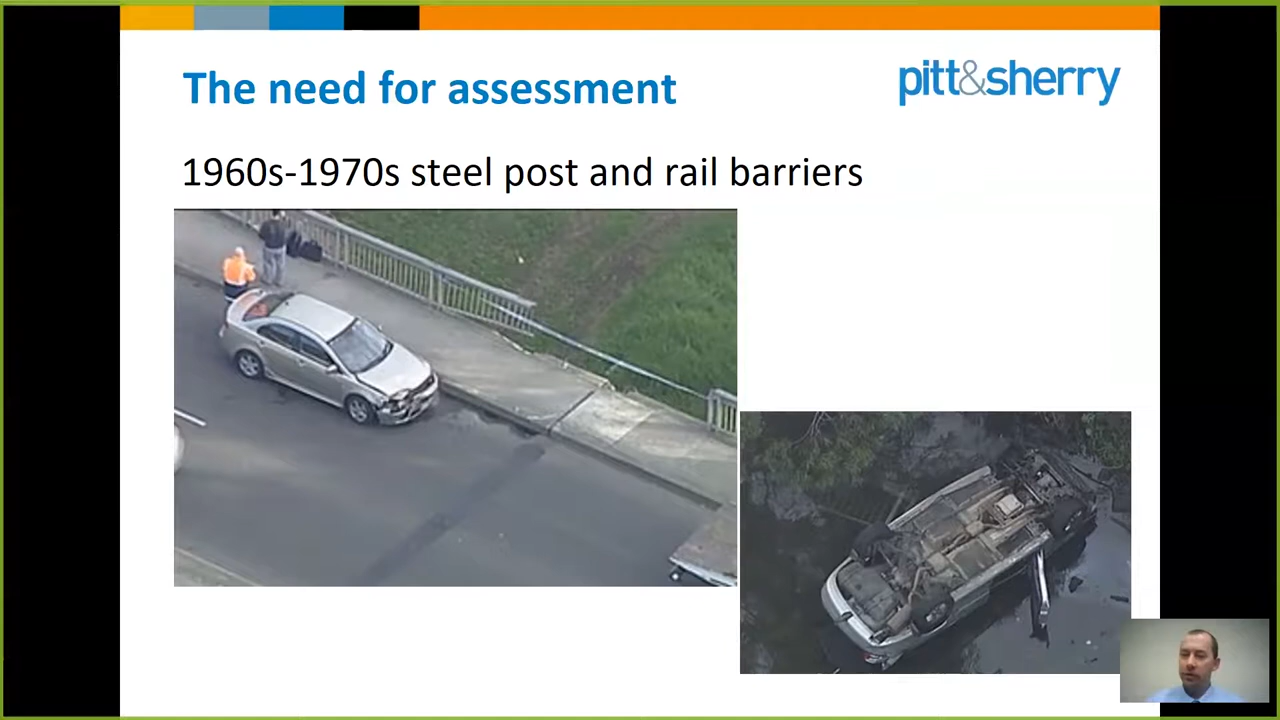 The need for assessment
pitt&sherry
1960s-1970s steel post and rail barriers